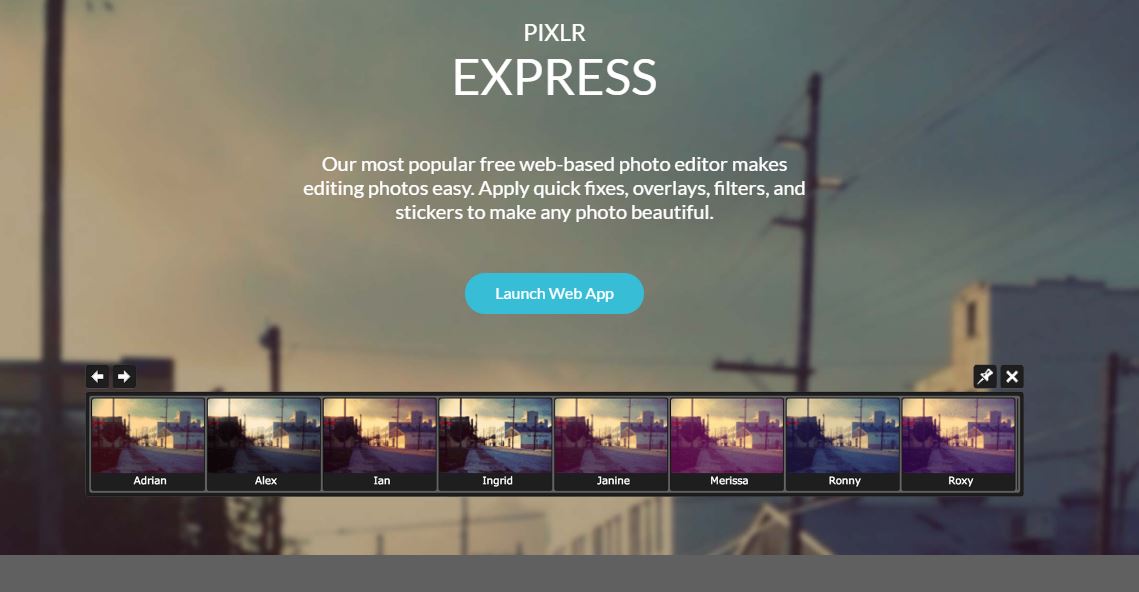 PIXLR
EXPRESS
Our most popular free web-based photo editor makes
editing photos easy. Apply quick fixes, overlays, filters, and
stickers to make any photo beautiful.
Launch Web App
Adrian
Alex
Ian
Ingrid
Janine
Merissa
Ronny
Roxy